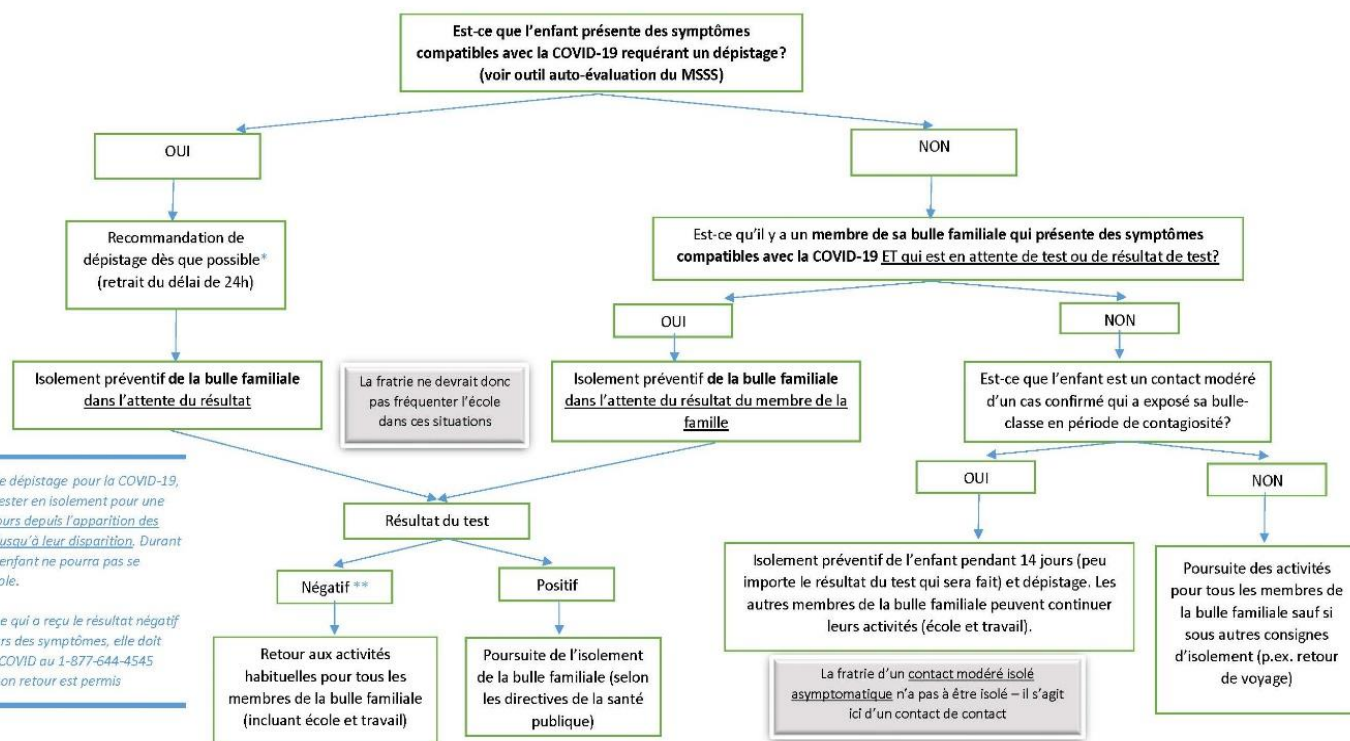 Est-ce que l'enfant présente des symptômes
compatibles avec la COVID-19 requérant un dépistage?
(voir outil auto-évaluation du MSSS)
OUI
NON
Recommandation de
dépistage dès que possible*
(retrait du délai de 24h)
Est-ce qu'il y a un membre de sa bulle familiale qui présente des symptômes
compatibles avec la COVID-19 ET qui est en attente de test ou de résultat de test?
OUI
NON
Isolement préventif de la bulle familiale
dans l'attente du résultat
La fratrie ne devrait donc
pas fréquenter l'école
dans ces situations
Isolement préventif de la bulle familiale
dans l'attente du résultat du membre de la
famille
Est-ce que l'enfant est un contact modéré
d'un cas confirmé qui a exposé sa bulle-
classe en période de contagiosité?
OUI
NON
e dépistage pour la COVID-19,
ester en isolement pour une
ours depuis l'apparition des
usqu'à leur disparition. Durant
enfant ne pourra pas se
ole.
e qui a reçu le résultat négatif
rs des symptômes, elle doit
COVID au 1-877-644-4545
on retour est permis
Résultat du test
Négatif **
Positif
Retour aux activités
habituelles pour tous les
membres de la bulle familiale
(incluant école et travail)
Poursuite de l'isolement
de la bulle familiale (selon
les directives de la santé
publique)
Isolement préventif de l'enfant pendant 14 jours (peu
importe le résultat du test qui sera fait) et dépistage. Les
autres membres de la bulle familiale peuvent continuer
leurs activités (école et travail).
La fratrie d'un contact modéré isolé
asymptomatique n'a pas à être isolé – il s'agit
ici d'un contact de contact
Poursuite des activités
pour tous les membres de
la bulle familiale sauf si
sous autres consignes
d'isolement (p.ex. retour
de voyage)